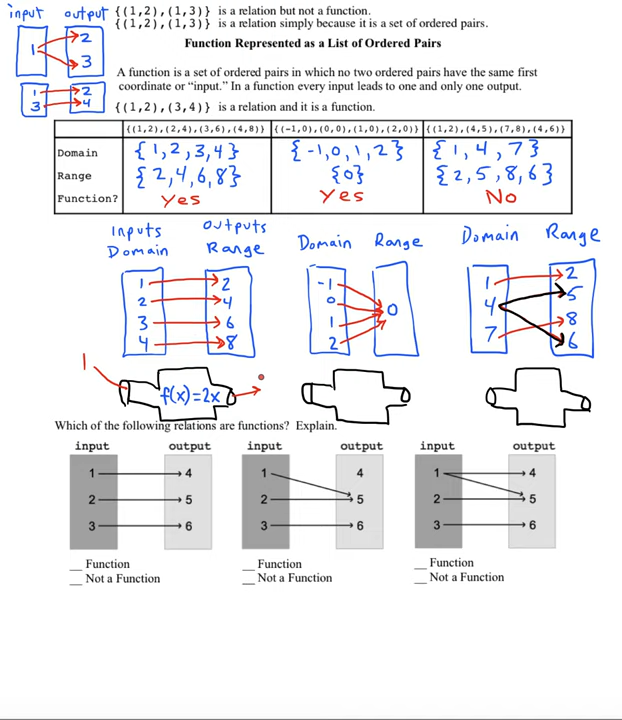 input output {(1,2),(1,3)} is a relation but not a function.
{(1,2),(1,3)} is a relation simply because it is a set of ordered pairs.
1 2
3
Function Represented as a List of Ordered Pairs
A function is a set of ordered pairs in which no two ordered pairs have the same first
coordinate or “input.” In a function every input leads to one and only one output.
1 2
3 4
{(1,2),(3,4)} is a relation and it is a function.
{(1,2),(2,4),(3,6),(4,8)} {(-1,0),(0,0),(1,0),(2,0)} {(1,2),(4,5),(7,8),(4,6)}
Domain {1,2,3,4} {-1,0,1,2} {1,4,7}
Range {2,4,6,8} {0} {2,5,8,6}
Function? Yes Yes No
Inputs Outputs
Domain Range Domain Range Domain Range
1 2 -1 0 1 2
2 4 0 4 5
3 6 1 7 8
4 8 2 6
1 f(x)=2x
Which of the following relations are functions? Explain.
input output input output input output
1 4 1 4 1 4
2 5 2 5 2 5
3 6 3 6 3 6
__ Function __ Function __ Function
__ Not a Function __ Not a Function __ Not a Function